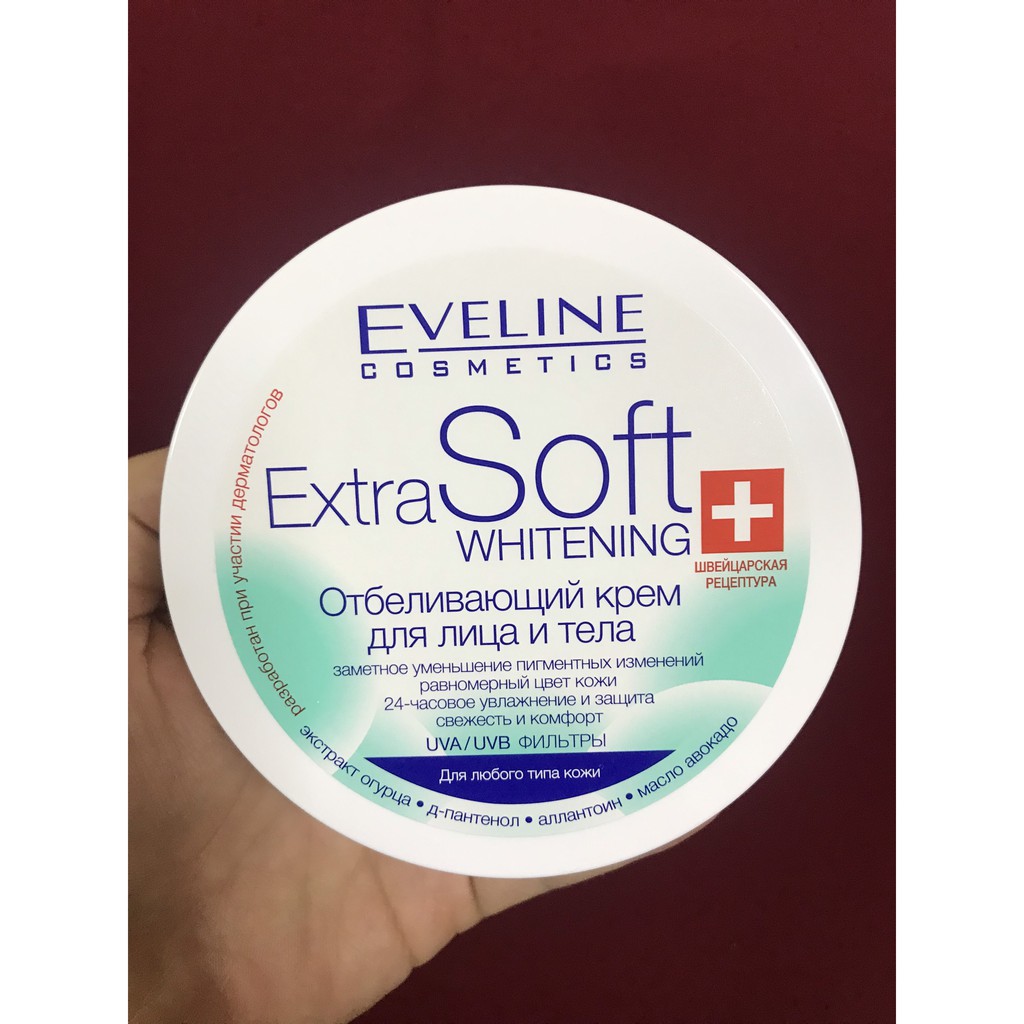 EVELINE
COSMETICS
Extra Soft
WHITENING
ШВЕЙЦАРСКАЯ
РЕЦЕПТУРА
Отбеливающий крем
для лица и тела
заметное уменьшение пигментных изменений
равномерный цвет кожи
24-часовое увлажнение и защита
свежесть и комфорт
UVA/UVB ФИЛЬТРЫ
Для любого типа кожи
разработан при участии дерматологов
экстракт огурца • д-пантенол • аллантоин • масло авокадо